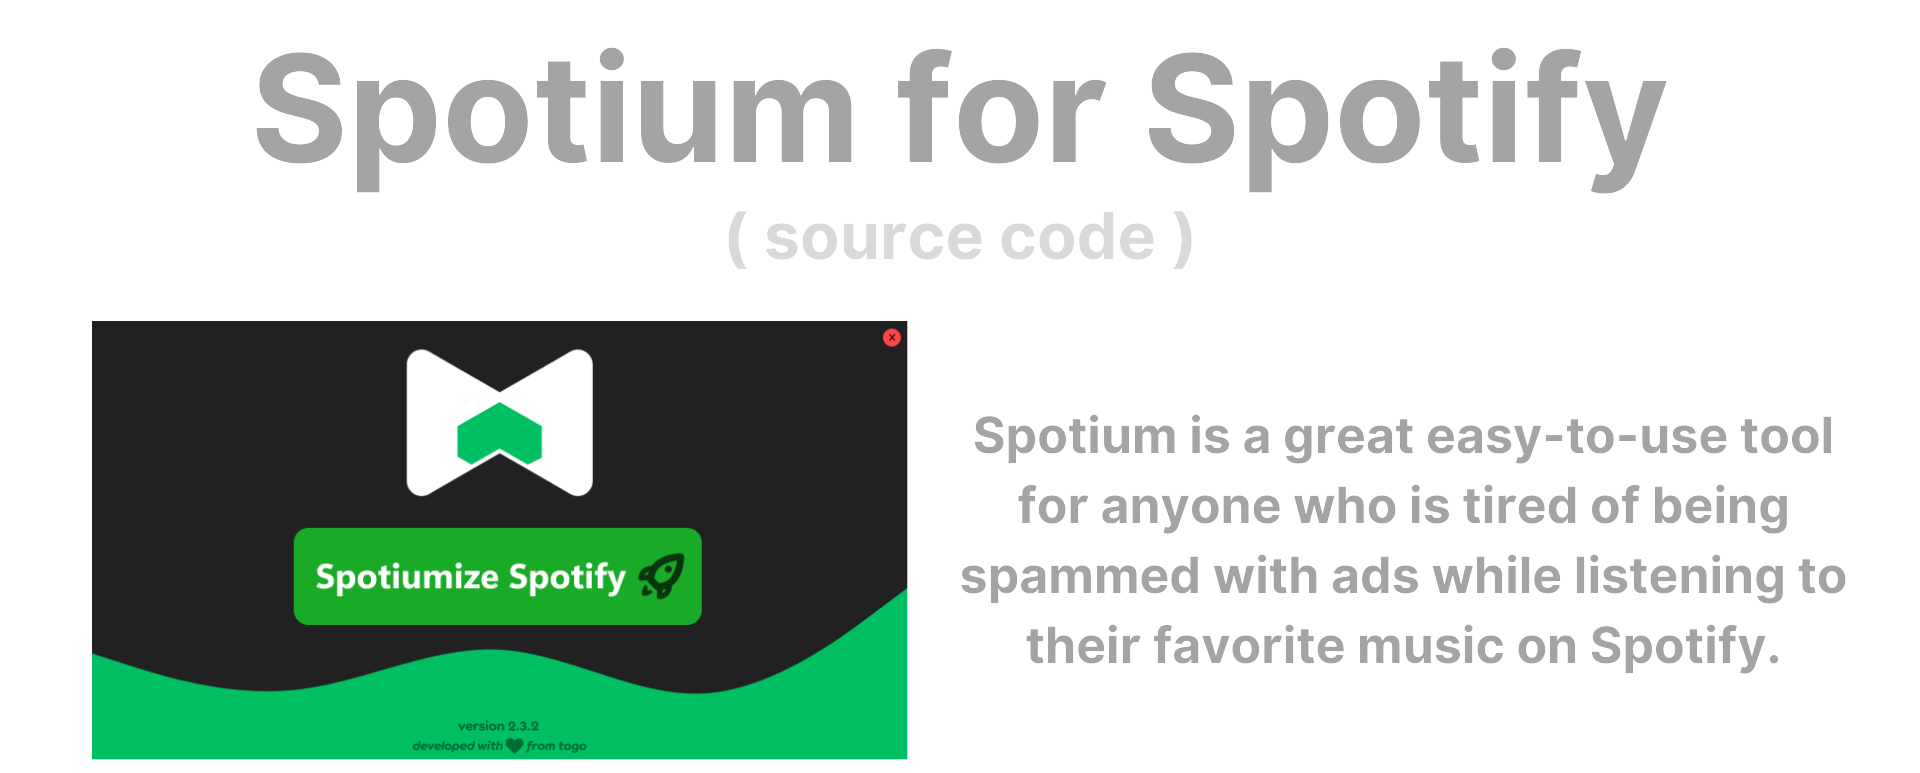 Spotium for Spotify
( source code )
x
Spotiumize Spotify
version 2.3.2
developed with from tago
Spotium is a great easy-to-use tool
for anyone who is tired of being
spammed with ads while listening to
their favorite music on Spotify.